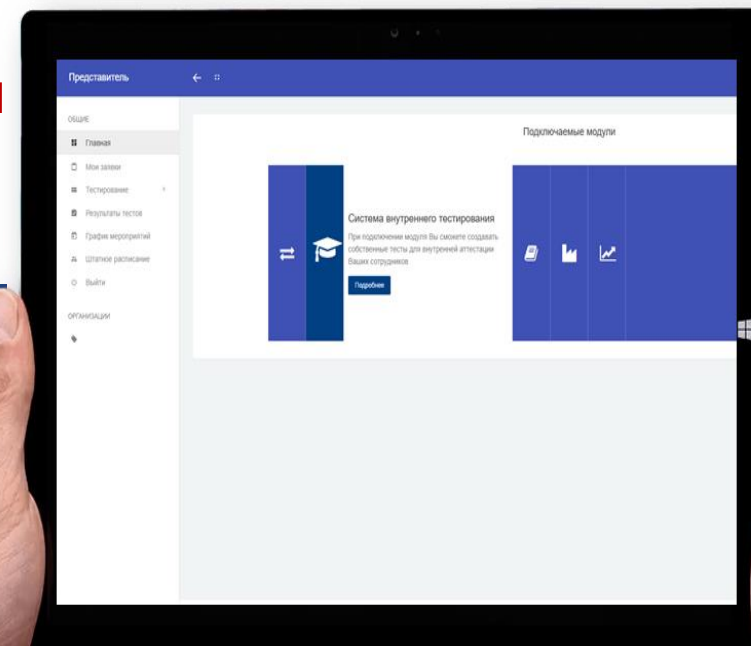 Представитель
ОБЩИЕ
Главная
Мои заявки
Тестирование
Результаты тестов
График мероприятий
Штатное расписание
Выйти
ОРГАНИЗАЦИИ
Подключаемые модули
Система внутреннего тестирования
При подключении модуля Вы сможете создавать
собственные тесты для внутренней аттестации
Ваших сотрудников
Подробнее